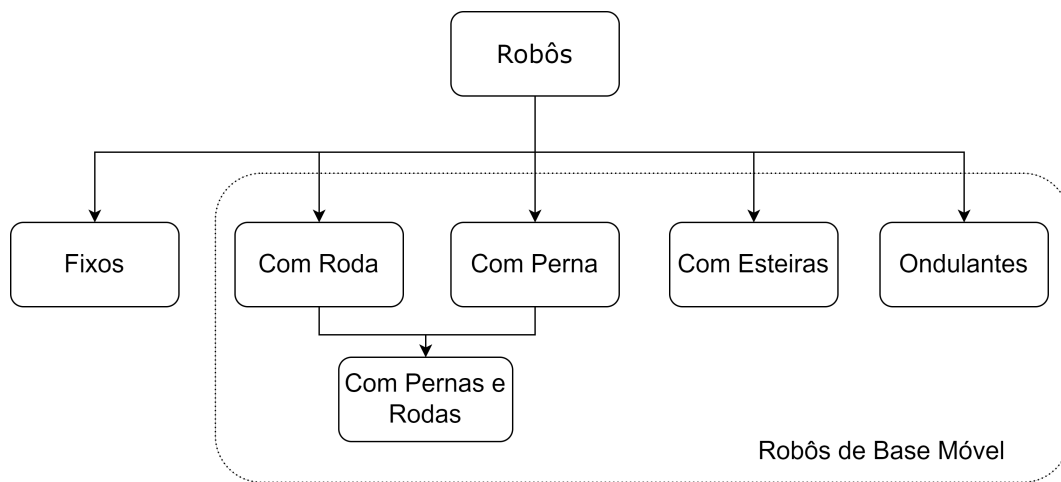 Robôs
Fixos
Com Roda
Com Perna
Com Esteiras
Ondulantes
Com Pernas e
Rodas
Robôs de Base Móvel